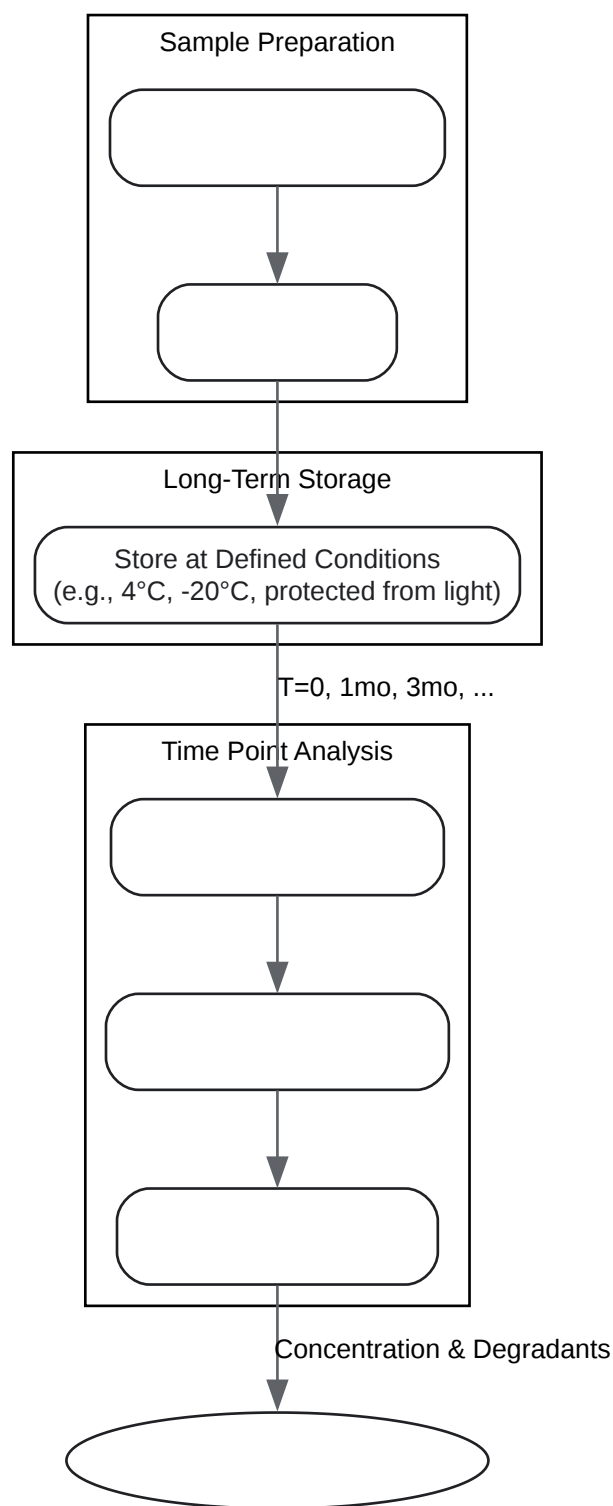 Sample Preparation
Long-Term Storage
Store at Defined Conditions
(e.g., 4°C, -20°C, protected from light)
T=0, 1mo, 3mo, ...
Time Point Analysis
Concentration & Degradants